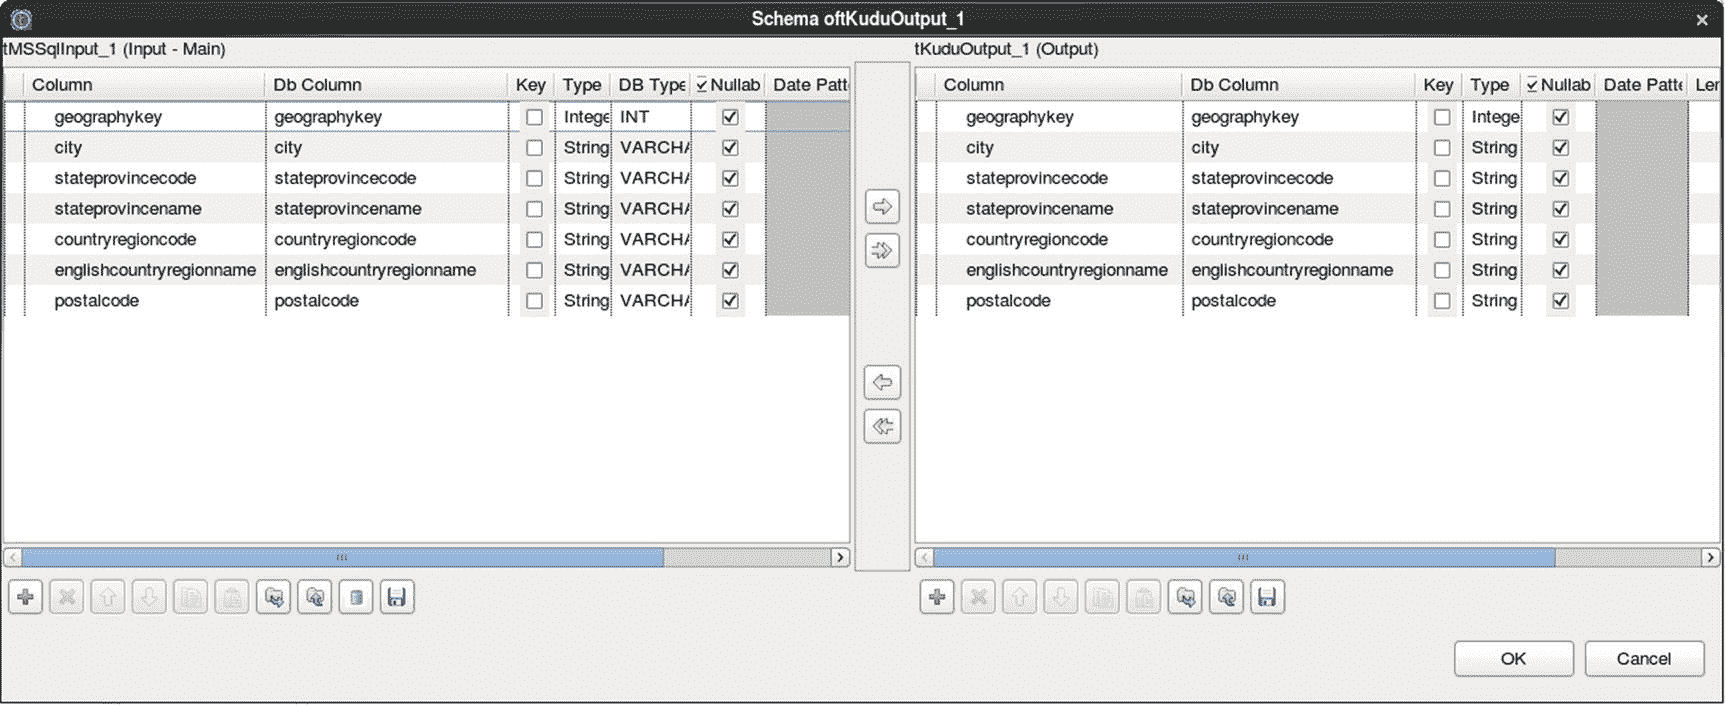 Schema oftKuduOutput_1
tMSSqlInput_1 (Input - Main)
Column Db Column Key Type DB Type Nullab Date Patt
geographykey geographykey Intege INT
city city String VARCHA
stateprovincecode stateprovincecode String VARCHA
stateprovincename stateprovincename String VARCHA
countryregioncode countryregioncode String VARCHA
englishcountryregionname englishcountryregionname String VARCHA
postalcode postalcode String VARCHA
tKuduOutput_1 (Output)
Column Db Column Key Type Nullab Date Patte Ler
geographykey geographykey Intege
city city String
stateprovincecode stateprovincecode String
stateprovincename stateprovincename String
countryregioncode countryregioncode String
englishcountryregionname englishcountryregionname String
postalcode postalcode String
OK Cancel